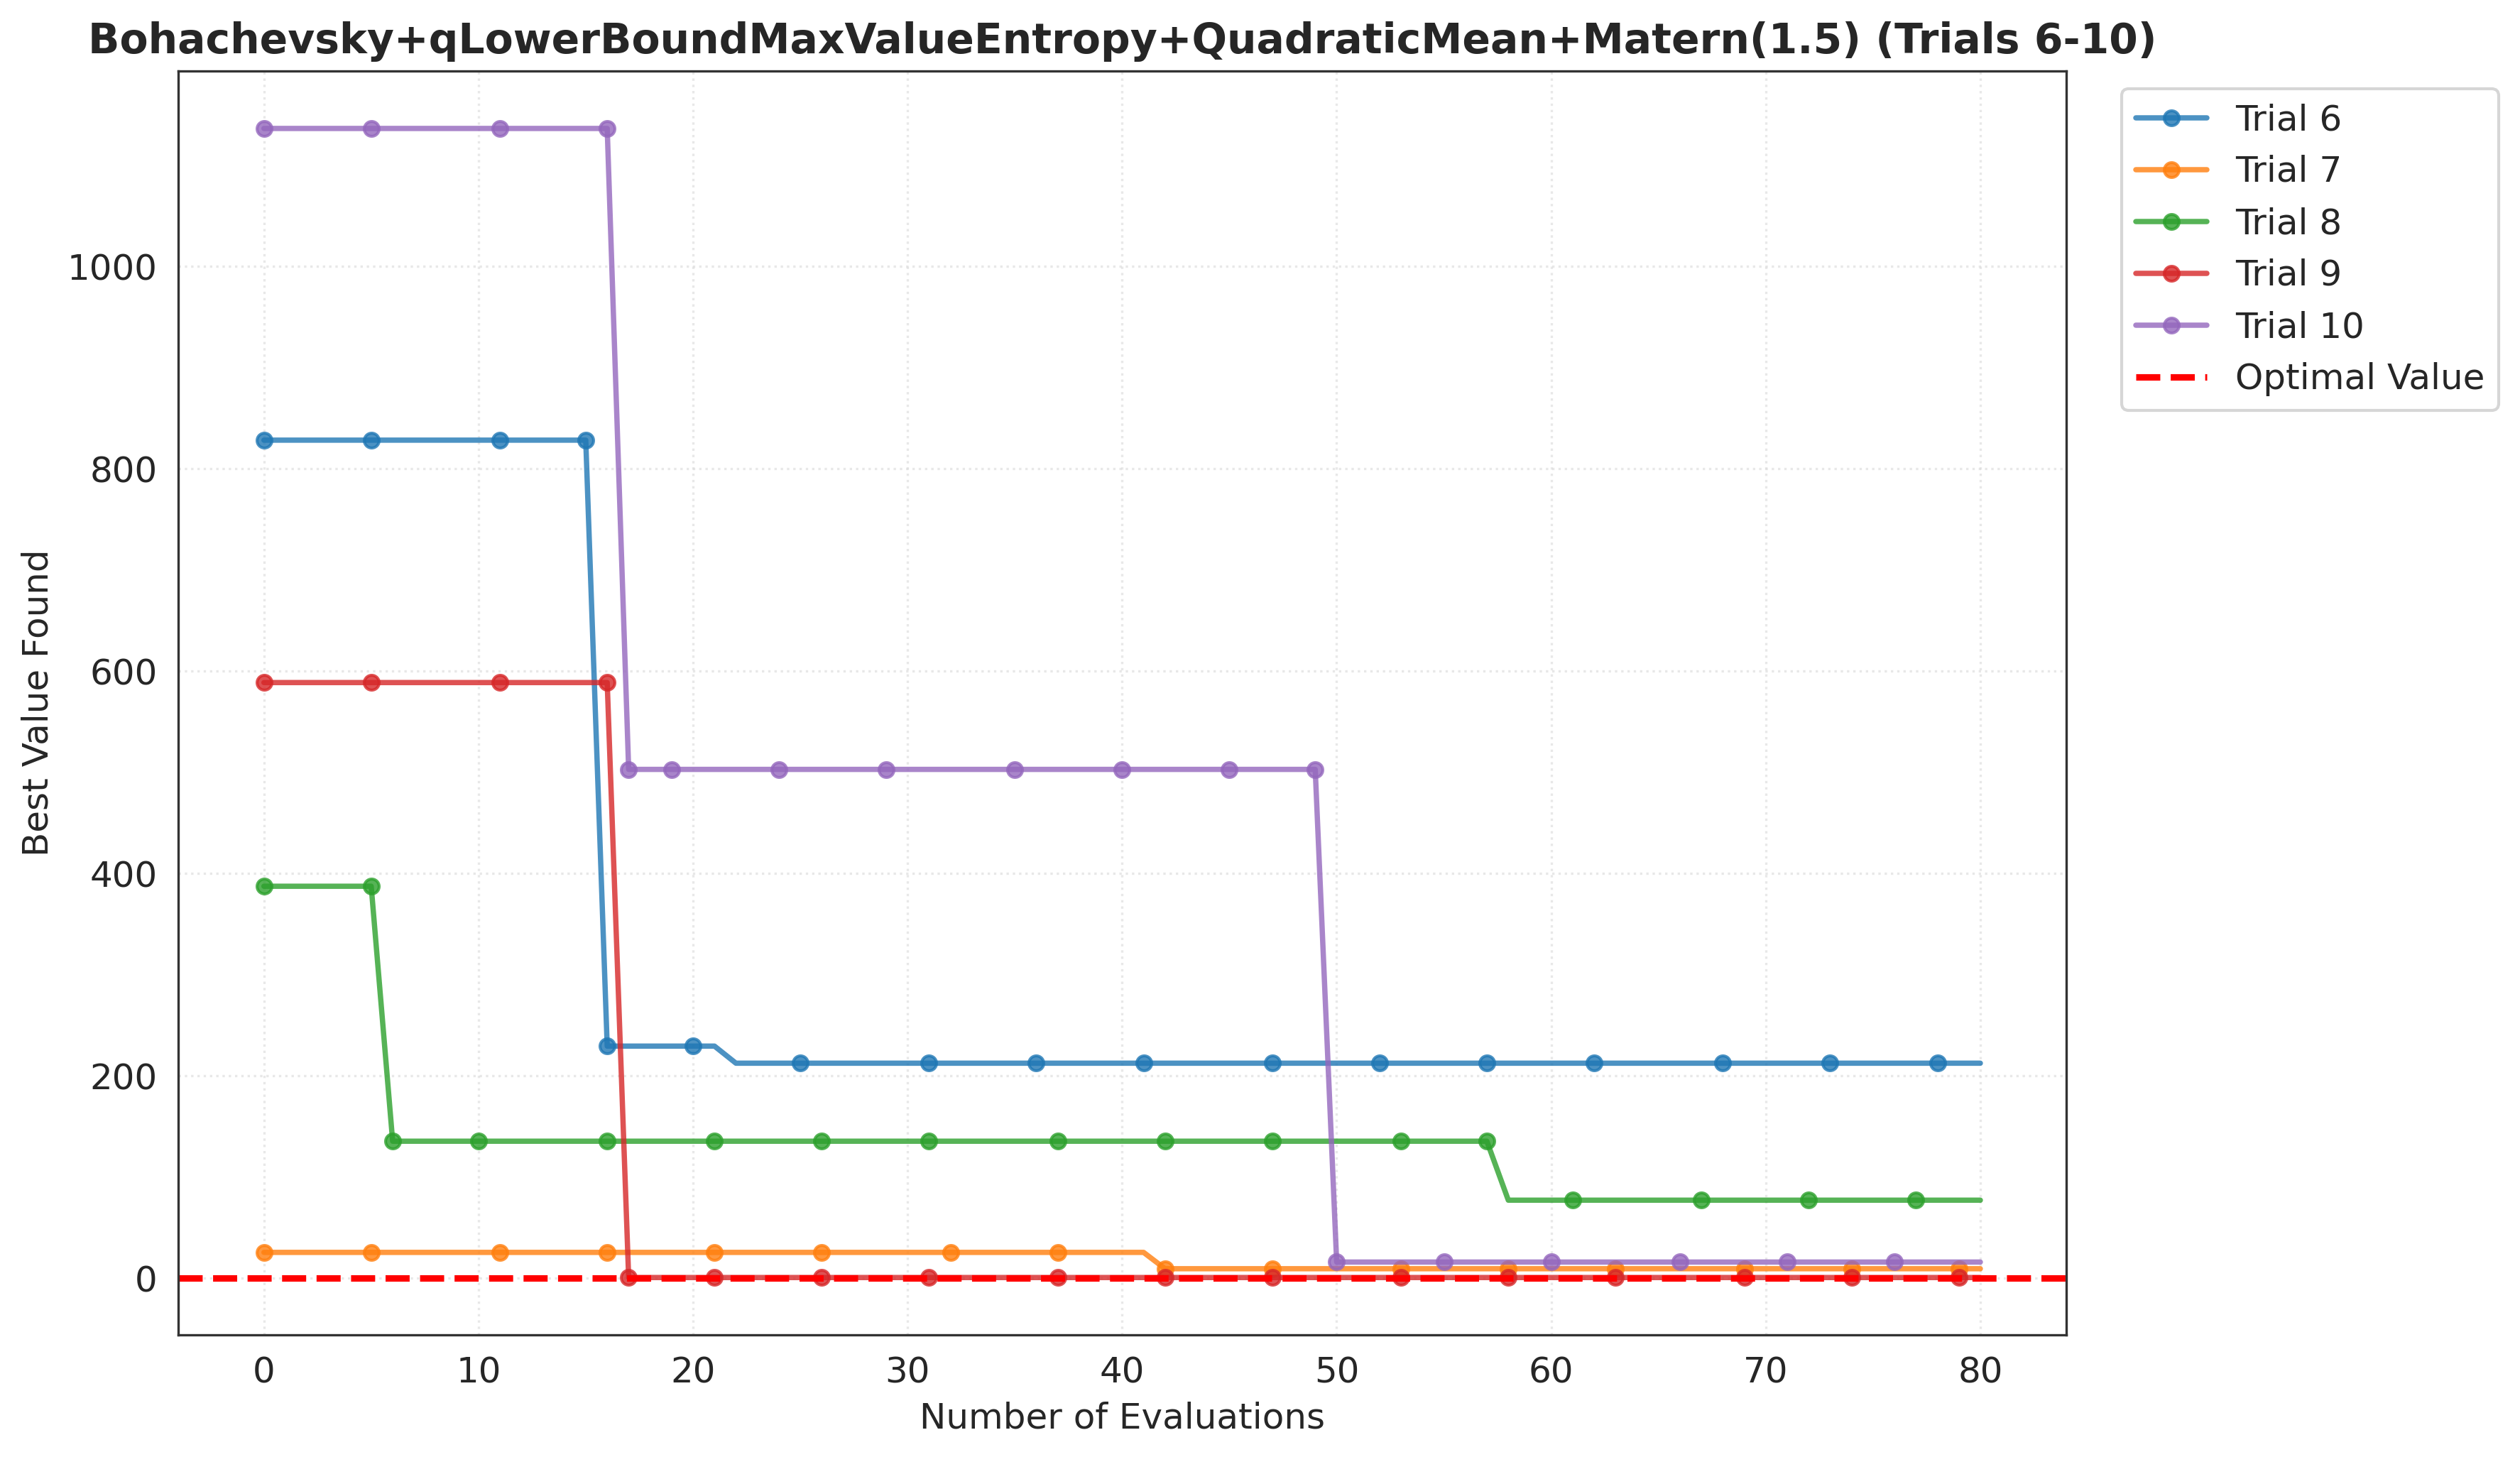 Bohachevsky+qLowerBoundMaxValueEntropy+QuadraticMean+Matern(1.5) (Trials 6-10)
Trial 6
Trial 7
Trial 8
Trial 9
Trial 10
Optimal Value
Best Value Found
1000
800
600
400
200
0
0 10 20 30 40 50 60 70 80
Number of Evaluations